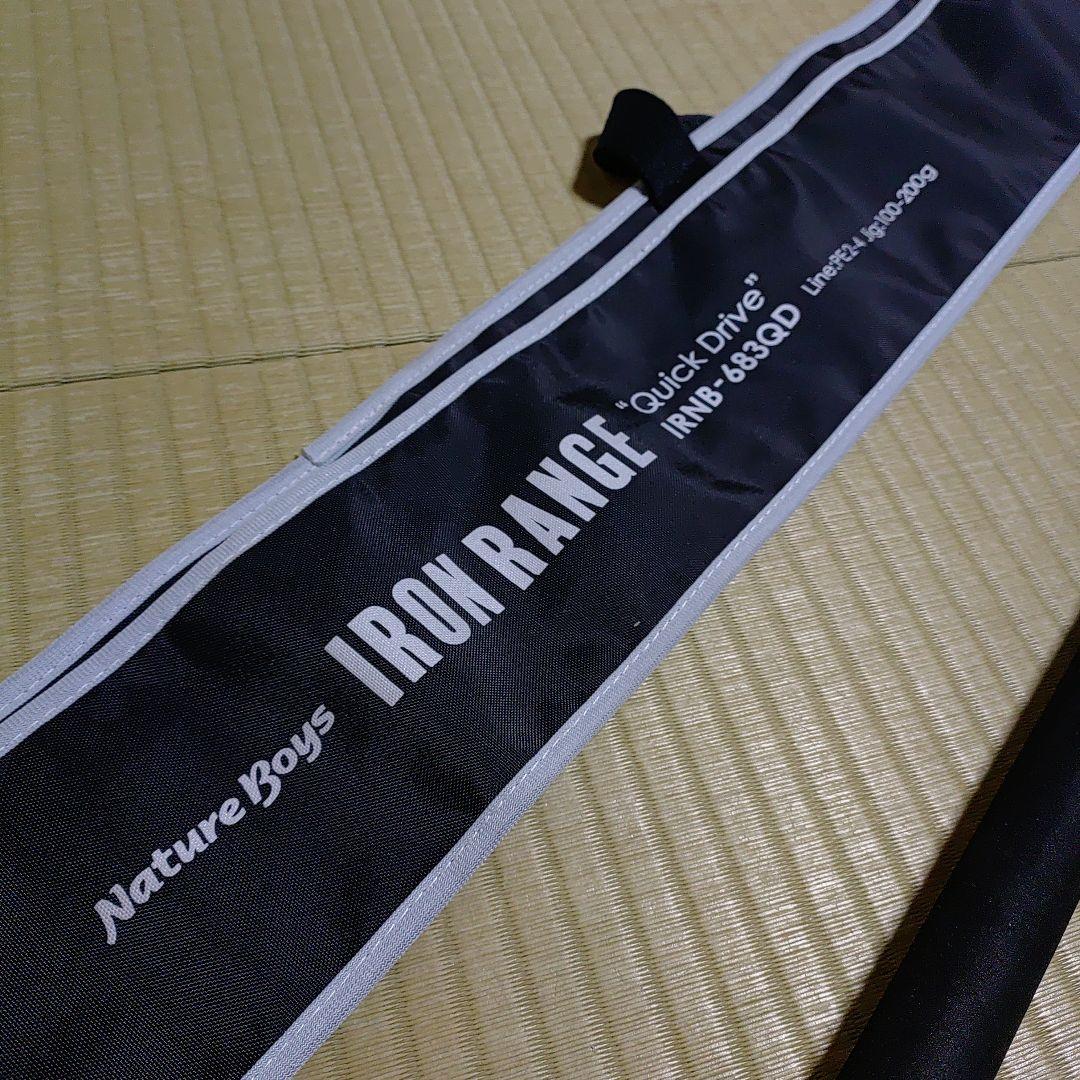 Nature Boys
IRON RANGE
"Quick Drive"
IRNB-683QD
Line:PE2-4 Jig:100-200g